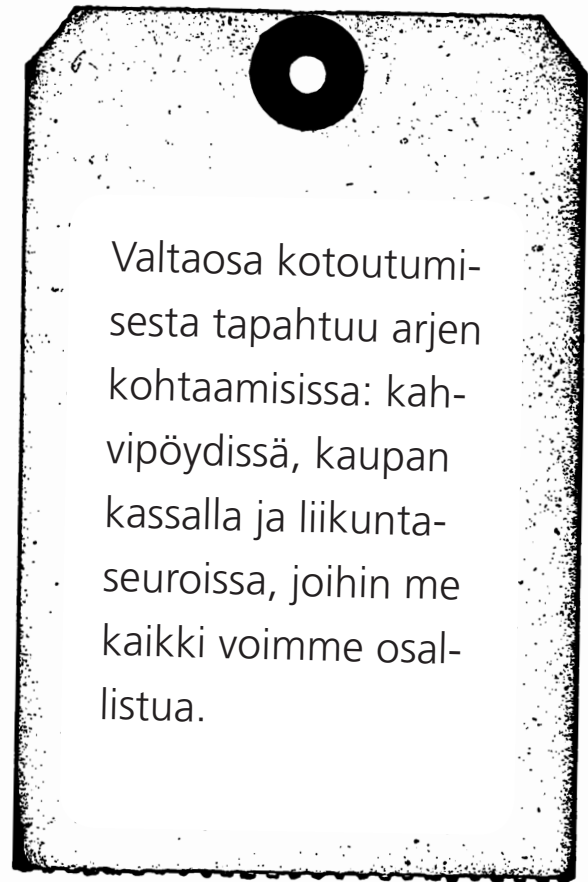 Valtaosa kotoutumi-
sesta tapahtuu arjen
kohtaamisissa: kah-
vipöydissä, kaupan
kassalla ja liikunta-
seuroissa, joihin me
kaikki voimme osal-
listua.